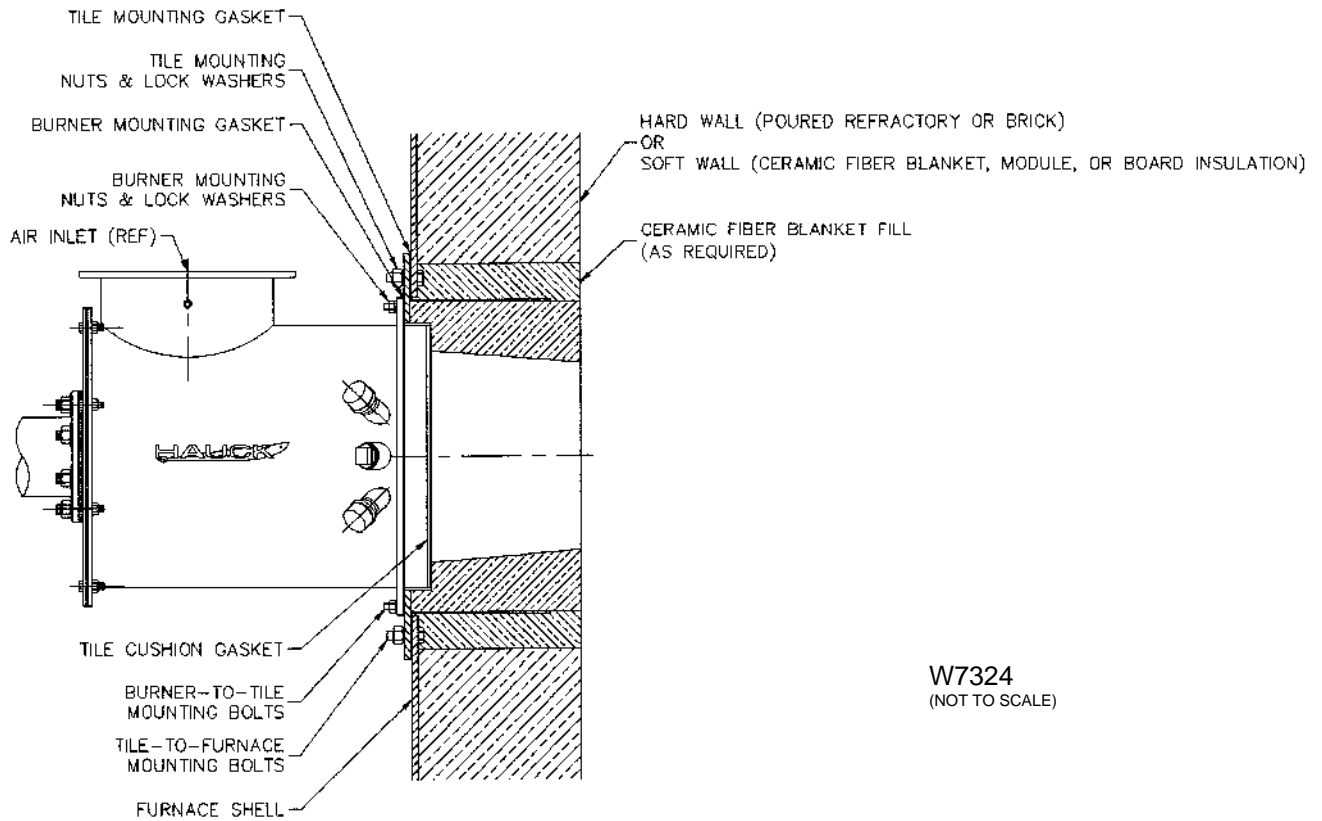 TILE MOUNTING GASKET
TILE MOUNTING
NUTS & LOCK WASHERS
BURNER MOUNTING GASKET
BURNER MOUNTING
NUTS & LOCK WASHERS
AIR INLET (REF)
HARD WALL (POURED REFRACTORY OR BRICK)
OR
SOFT WALL (CERAMIC FIBER BLANKET, MODULE, OR BOARD INSULATION)
CERAMIC FIBER BLANKET FILL
(AS REQUIRED)
HAUCK
TILE CUSHION GASKET
BURNER-TO-TILE
MOUNTING BOLTS
TILE-TO-FURNACE
MOUNTING BOLTS
FURNACE SHELL
W7324
(NOT TO SCALE)